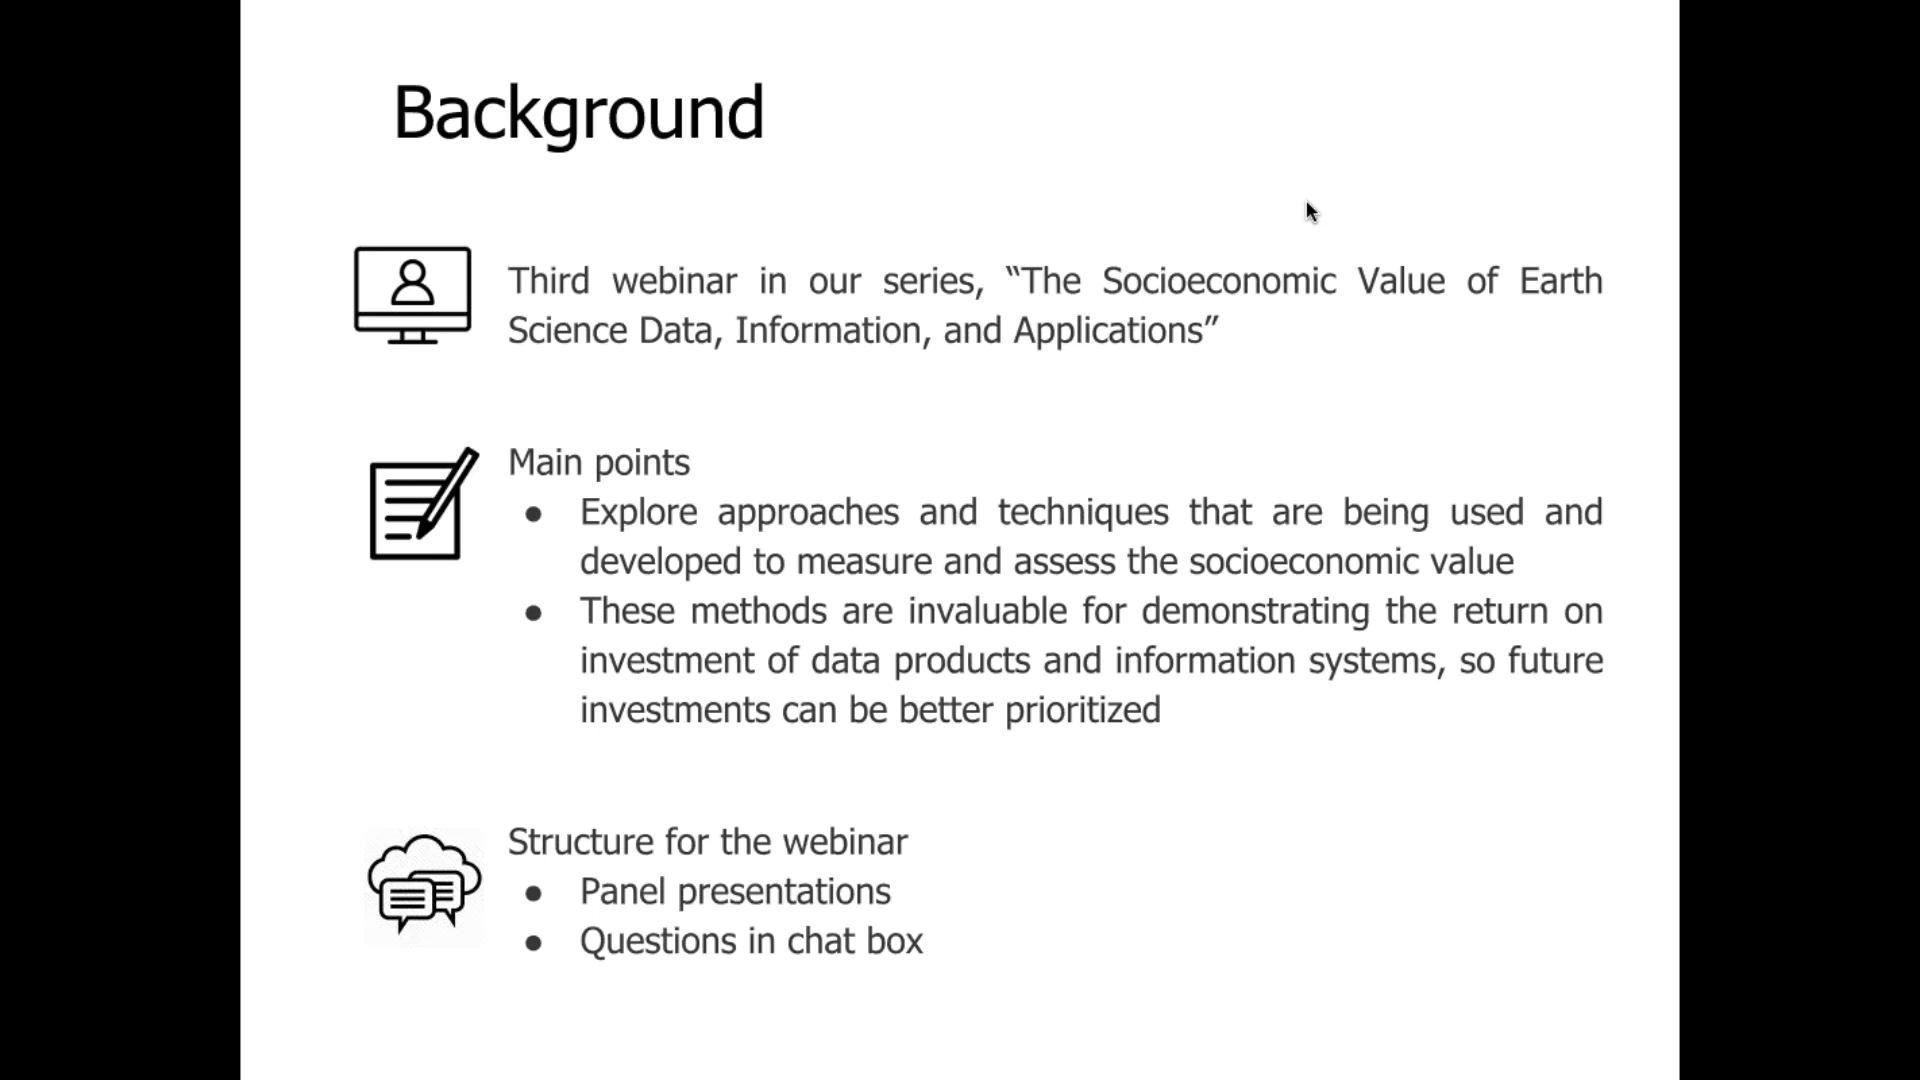 Background
Third webinar in our series, “The Socioeconomic Value of Earth
Science Data, Information, and Applications”
Main points
● Explore approaches and techniques that are being used and
developed to measure and assess the socioeconomic value
● These methods are invaluable for demonstrating the return on
investment of data products and information systems, so future
investments can be better prioritized
Structure for the webinar
● Panel presentations
● Questions in chat box